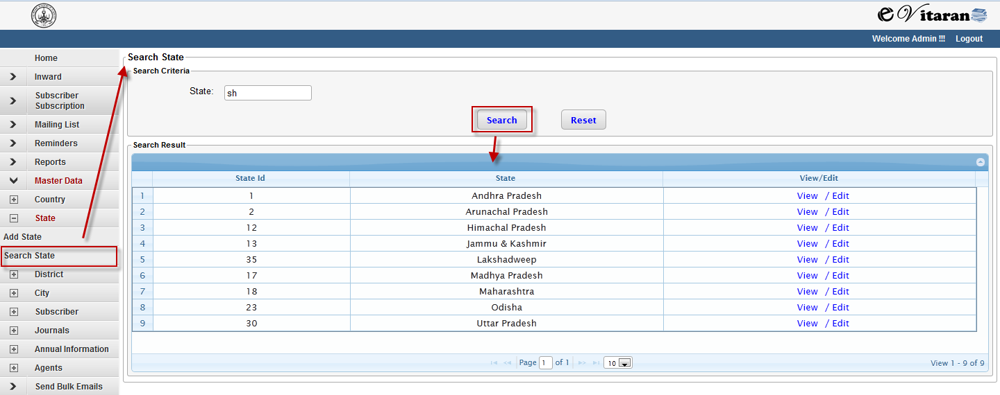 e Vitaran
Welcome Admin !!! Logout
Home
Inward
Subscriber
Subscription
Mailing List
Reminders
Reports
Master Data
Country
State
Add State
Search State
District
City
Subscriber
Journals
Annual Information
Agents
Send Bulk Emails
Search State
Search Criteria
State: sh
Search Reset
Search Result
State Id State View/Edit
1 1 Andhra Pradesh View / Edit
2 2 Arunachal Pradesh View / Edit
3 12 Himachal Pradesh View / Edit
4 13 Jammu & Kashmir View / Edit
5 35 Lakshadweep View / Edit
6 17 Madhya Pradesh View / Edit
7 18 Maharashtra View / Edit
8 23 Odisha View / Edit
9 30 Uttar Pradesh View / Edit
Page 1 of 1 10 View 1 - 9 of 9